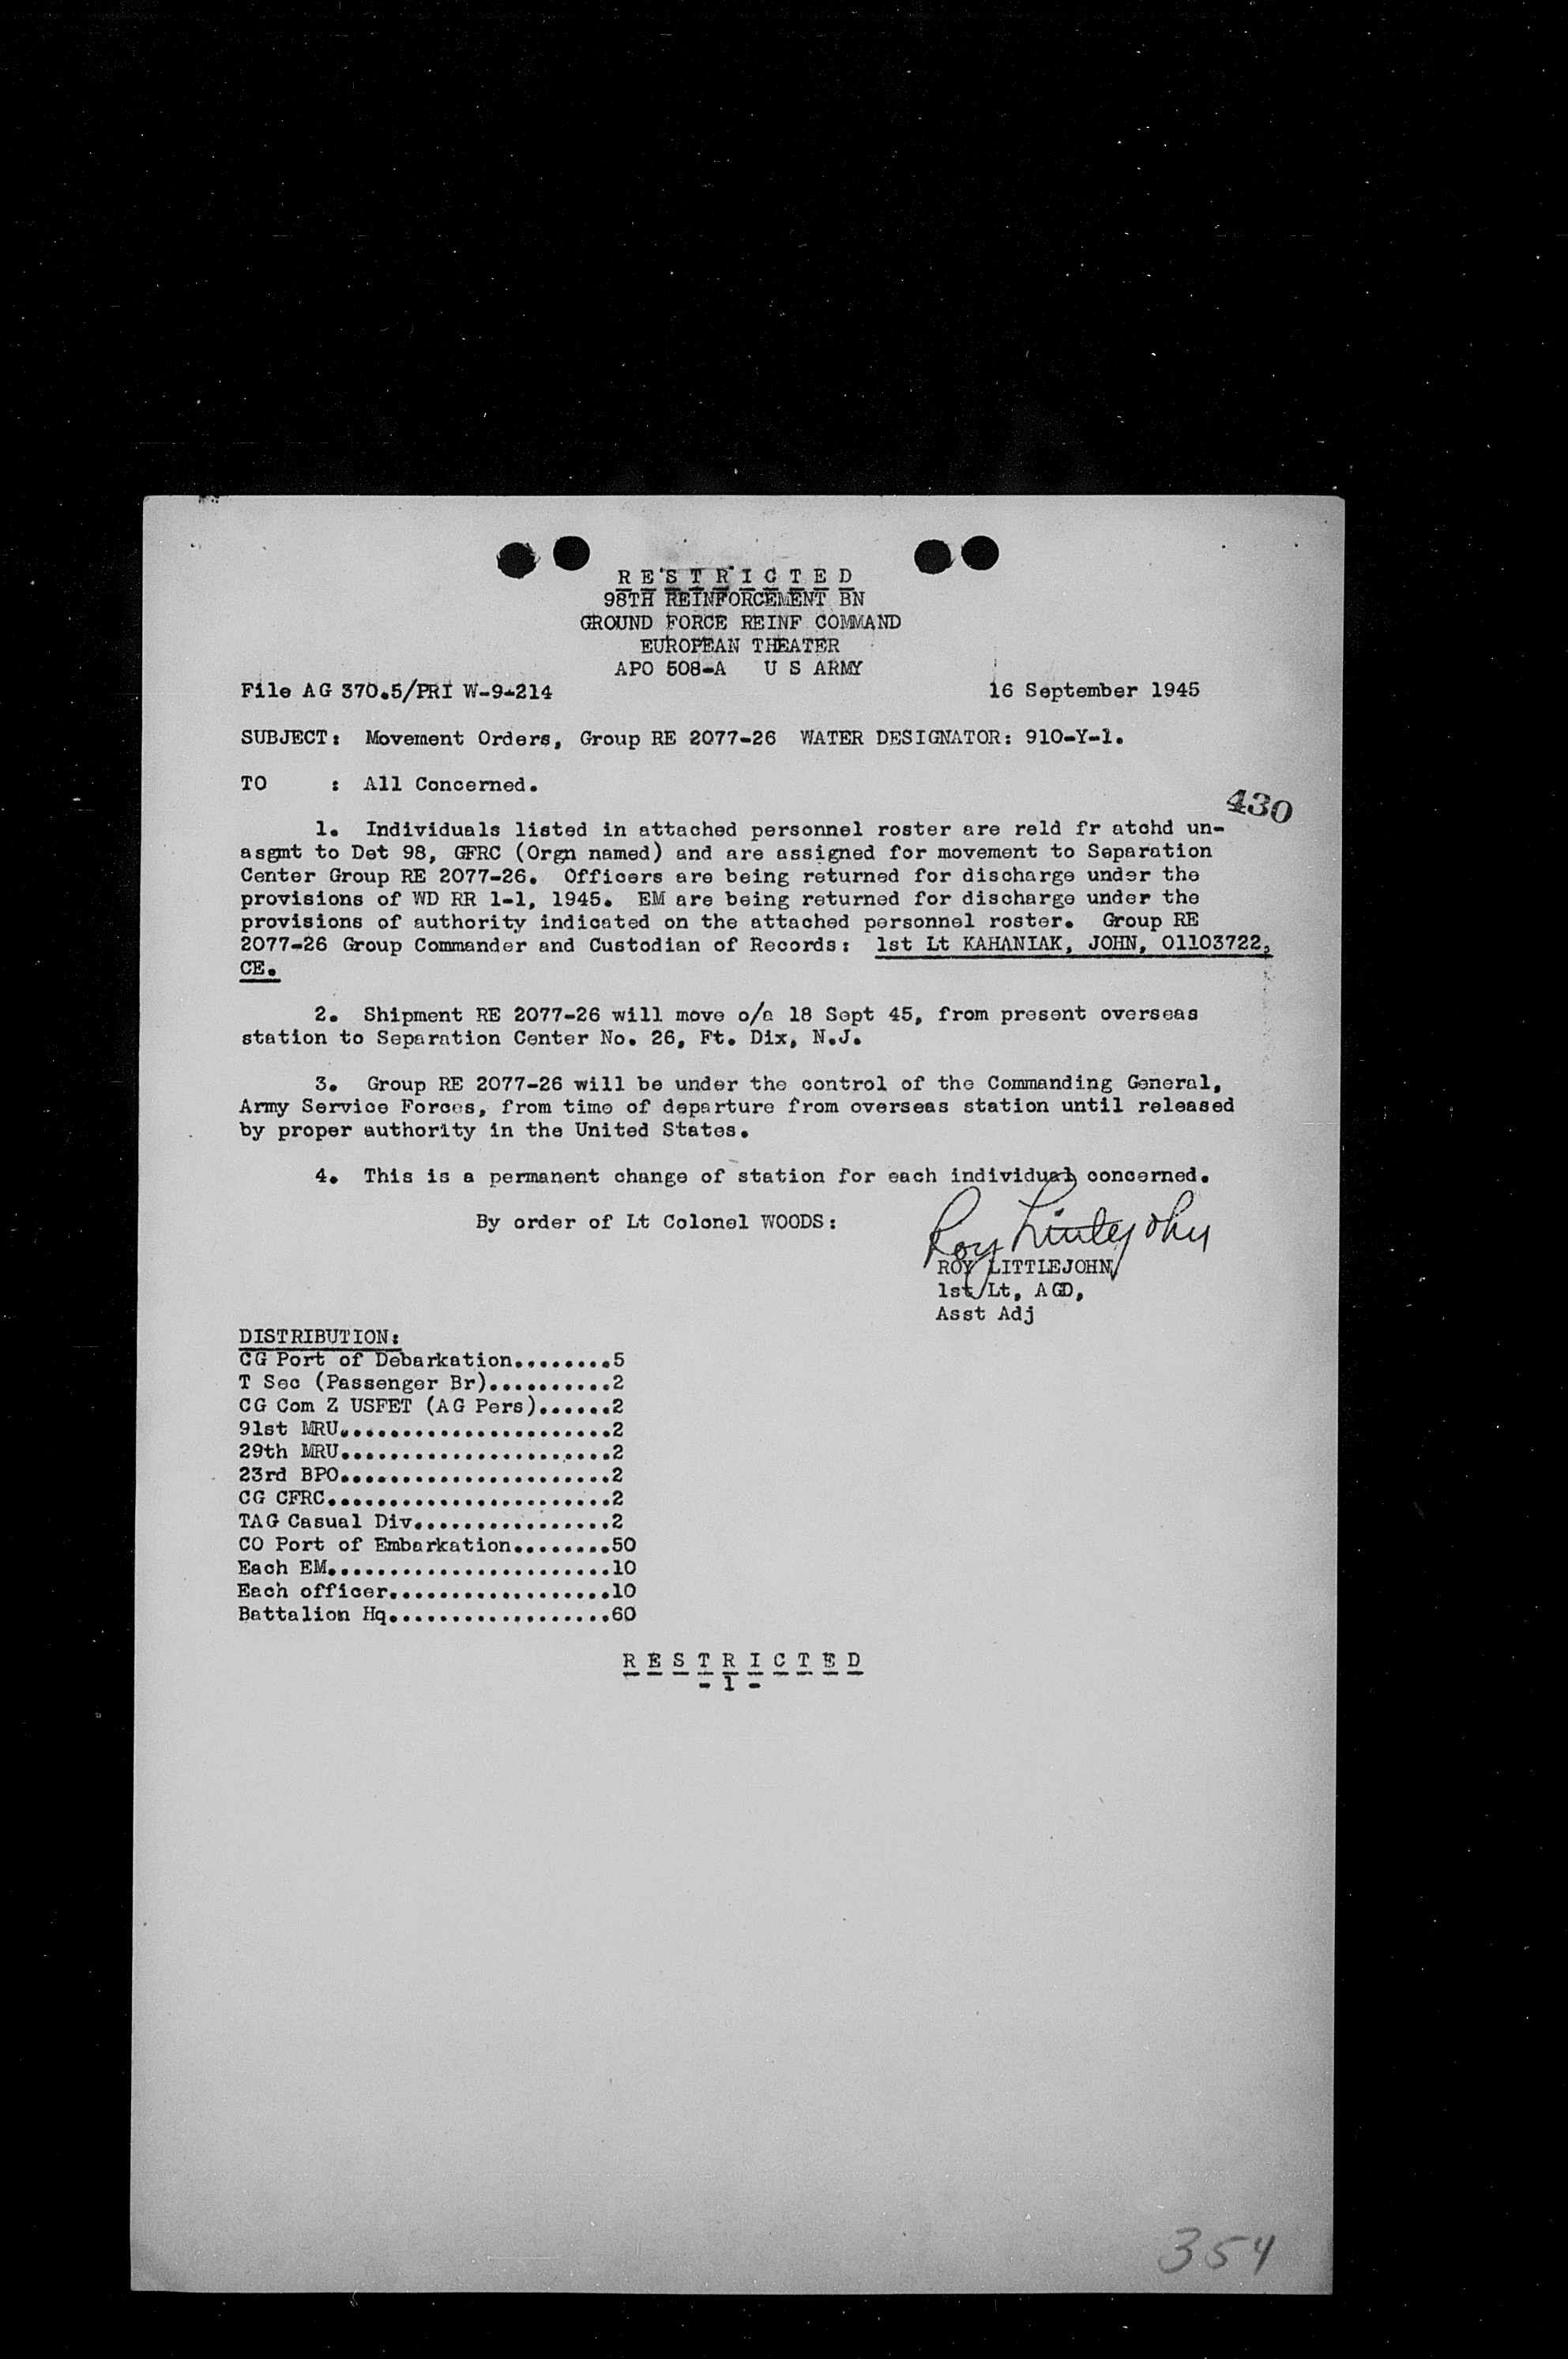 R E S T R I C T E D
98TH REINFORCEMENT BN
GROUND FORCE REINF COMMAND
EUROPEAN THEATER
APO 508-A U S ARMY
File AG 370.5/PRI W-9-214 16 September 1945
SUBJECT: Movement Orders, Group RE 2077-26 WATER DESIGNATOR: 910-Y-1.
TO : All Concerned.
430
1. Individuals listed in attached personnel roster are reld fr atchd un-
asgmt to Det 98, GFRC (Orgn named) and are assigned for movement to Separation
Center Group RE 2077-26. Officers are being returned for discharge under the
provisions of WD RR 1-1, 1945. EM are being returned for discharge under the
provisions of authority indicated on the attached personnel roster. Group RE
2077-26 Group Commander and Custodian of Records: 1st Lt KAHANIAK, JOHN, 01103722,
CE.
2. Shipment RE 2077-26 will move o/a 18 Sept 45, from present overseas
station to Separation Center No. 26, Ft. Dix, N.J.
3. Group RE 2077-26 will be under the control of the Commanding General,
Army Service Forces, from time of departure from overseas station until released
by proper authority in the United States.
4. This is a permanent change of station for each individual concerned.
By order of Lt Colonel WOODS:
Roy Littlejohn
ROY LITTLEJOHN
1st Lt, AGD,
Asst Adj
DISTRIBUTION:
CG Port of Debarkation........5
T Sec (Passenger Br)..........2
CG Com Z USFET (AG Pers)......2
91st MRU......................2
29th MRU......................2
23rd BPO......................2
CG CFRC.......................2
TAG Casual Div................2
CO Port of Embarkation........50
Each EM.......................10
Each officer..................10
Battalion Hq..................60
R E S T R I C T E D
- 1 -
354